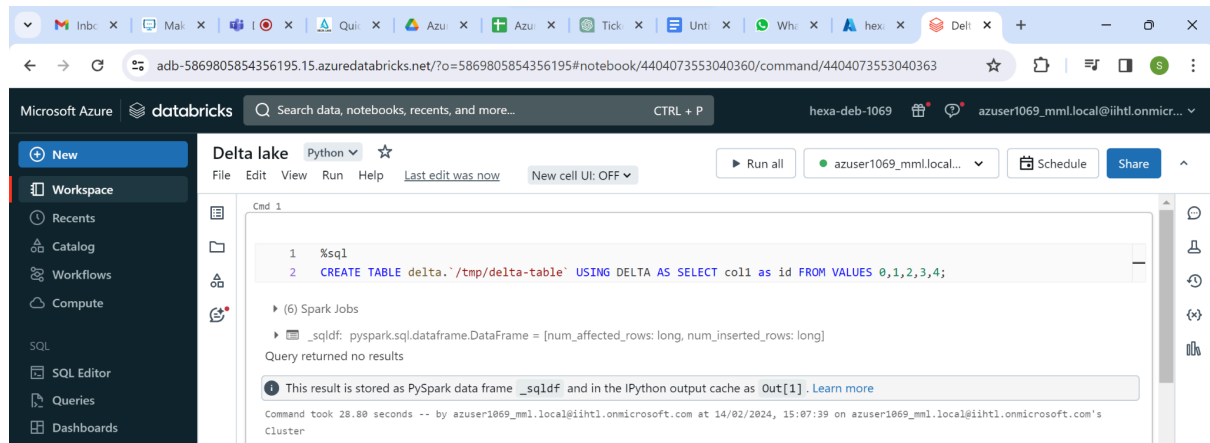 Inbc Mak ( Quic Azur Azur Tick Unti Wha hexa Delt
adb-5869805854356195.15.azuredatabricks.net/?o=5869805854356195#notebook/4404073553040360/command/4404073553040363 S
Microsoft Azure databricks Search data, notebooks, recents, and more... CTRL + P hexa-deb-1069 azuser1069_mml.local@iihtl.onmicr...
New
Workspace
Recents
Catalog
Workflows
Compute
SQL
SQL Editor
Queries
Dashboards
Delta lake Python
File Edit View Run Help Last edit was now New cell UI: OFF Run all azuser1069_mml.local... Schedule Share
Cmd 1
1 %sql
2 CREATE TABLE delta.`/tmp/delta-table` USING DELTA AS SELECT col1 as id FROM VALUES 0,1,2,3,4;
(6) Spark Jobs
_sqldf: pyspark.sql.dataframe.DataFrame = [num_affected_rows: long, num_inserted_rows: long]
Query returned no results
This result is stored as PySpark data frame _sqldf and in the IPython output cache as Out[1]. Learn more
Command took 28.80 seconds -- by azuser1069_mml.local@iihtl.onmicrosoft.com at 14/02/2024, 15:07:39 on azuser1069_mml.local@iihtl.onmicrosoft.com's
Cluster